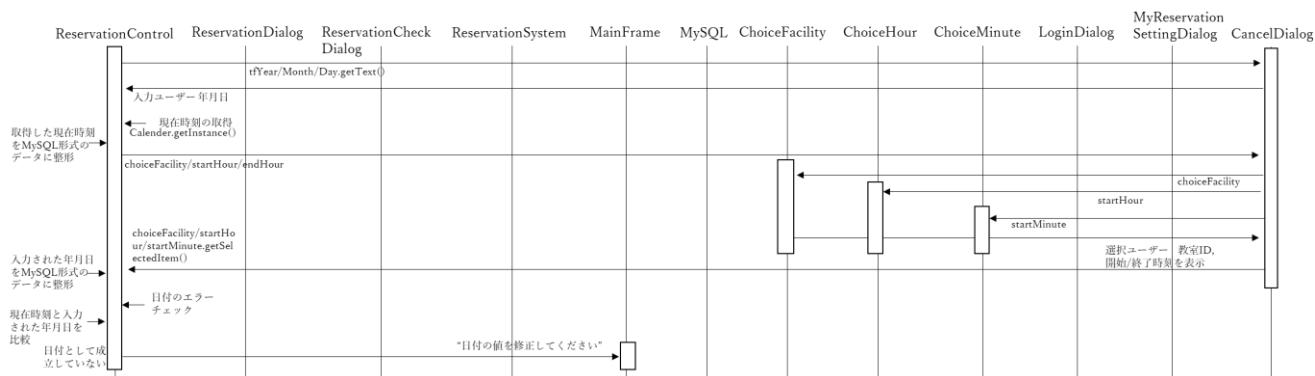 ReservationControl
ReservationDialog
ReservationCheck
Dialog
ReservationSystem
MainFrame
MySQL
ChoiceFacility
ChoiceHour
ChoiceMinute
LoginDialog
MyReservation
SettingDialog
CancelDialog
tfYear/Month/Day.getText()
入力ユーザー 年月日
現在時刻の取得
Calender.getInstance()
取得した現在時刻
をMySQL形式の
データに整形
choiceFacility/startHour/endHour
choiceFacility
startHour
startMinute
choiceFacility/startHo
ur/startMinute.getSel
ectedItem()
選択ユーザー 教室ID,
開始/終了時刻を表示
入力された年月日
をMySQL形式の
データに整形
日付のエラー
チェック
現在時刻と入力
された年月日を
比較
日付として成
立していない
"日付の値を修正してください"